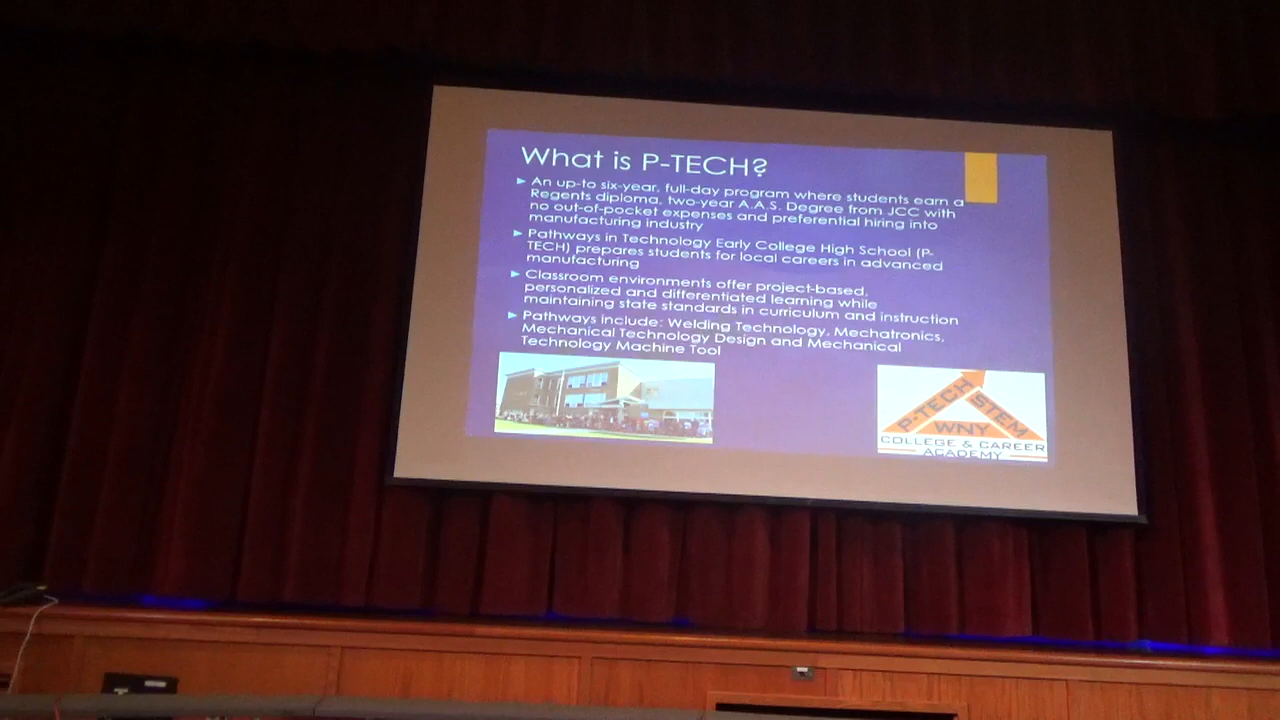 What is P-TECH?
An up-to six-year, full-day program where students earn a
Regents diploma, two-year A.A.S. Degree from JCC with
no out-of-pocket expenses and preferential hiring into
manufacturing industry
Pathways in Technology Early College High School (P-
TECH) prepares students for local careers in advanced
manufacturing
Classroom environments offer project-based,
personalized and differentiated learning while
maintaining state standards in curriculum and instruction
Pathways include: Welding Technology, Mechatronics,
Mechanical Technology Design and Mechanical
Technology Machine Tool
P-TECH
STEM
WNY
COLLEGE & CAREER
ACADEMY